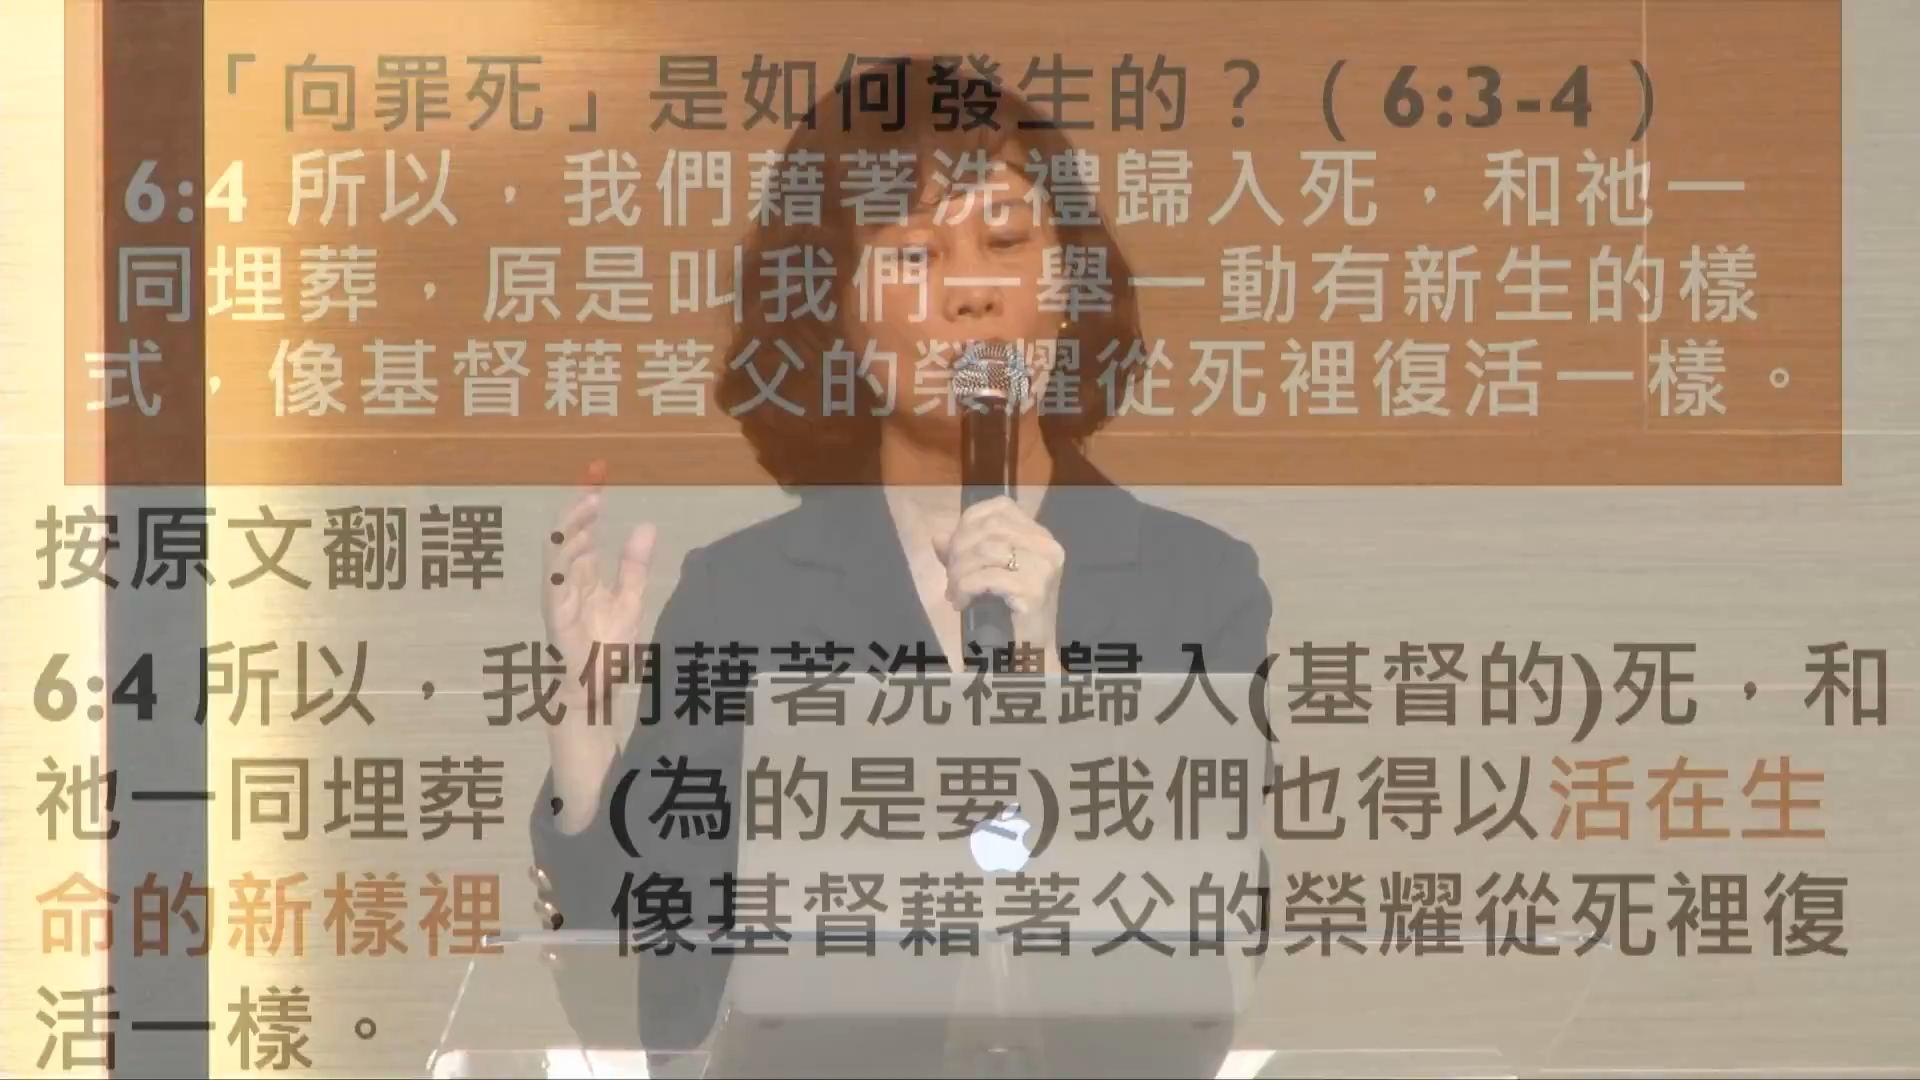 「向罪死」是如何發生的？（6:3-4）
6:4 所以，我們藉著洗禮歸入死，和祂一
同埋葬，原是叫我們一舉一動有新生的樣
式，像基督藉著父的榮耀從死裡復活一樣。
按原文翻譯：
6:4 所以，我們藉著洗禮歸入(基督的)死，和
祂一同埋葬，(為的是要)我們也得以活在生
命的新樣裡，像基督藉著父的榮耀從死裡復
活一樣。